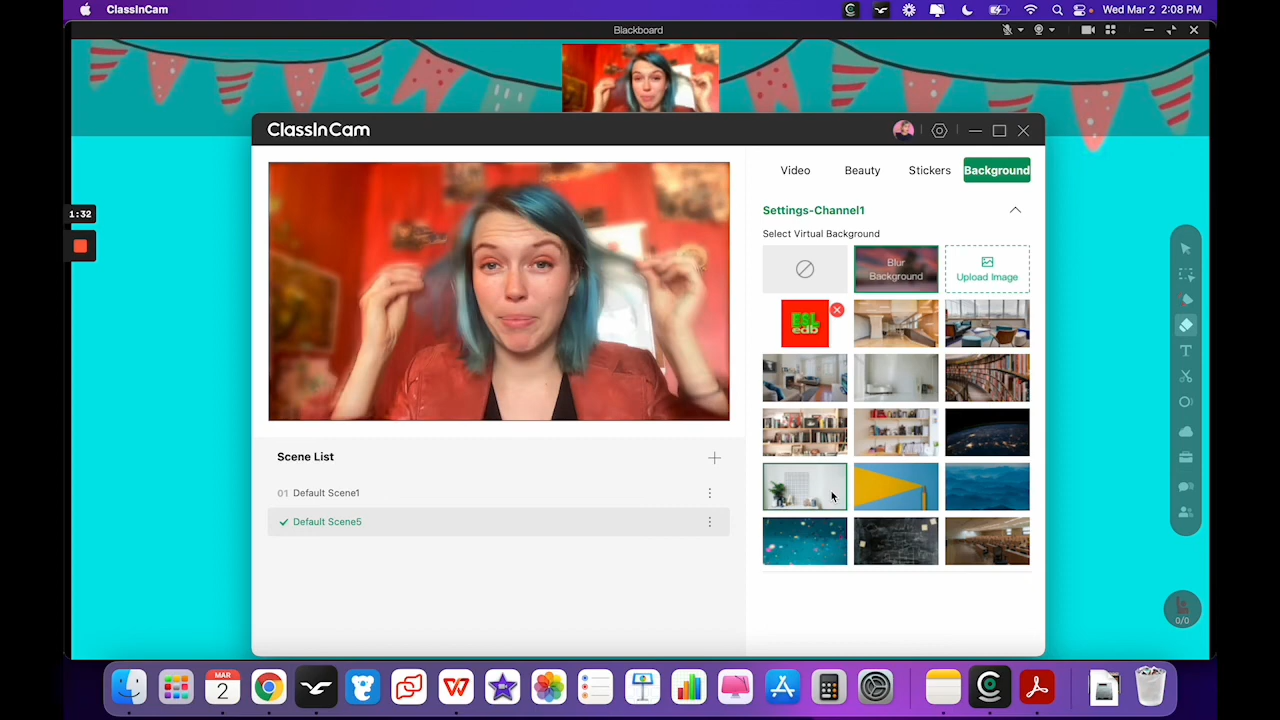 ClassInCam
Wed Mar 2 2:08 PM
Blackboard
1:32
ClassInCam
Video
Beauty
Stickers
Background
Settings-Channel1
Select Virtual Background
Blur
Background
Upload Image
ESL
edb
Scene List
01 Default Scene1
Default Scene5
T
0/0
MAR
2